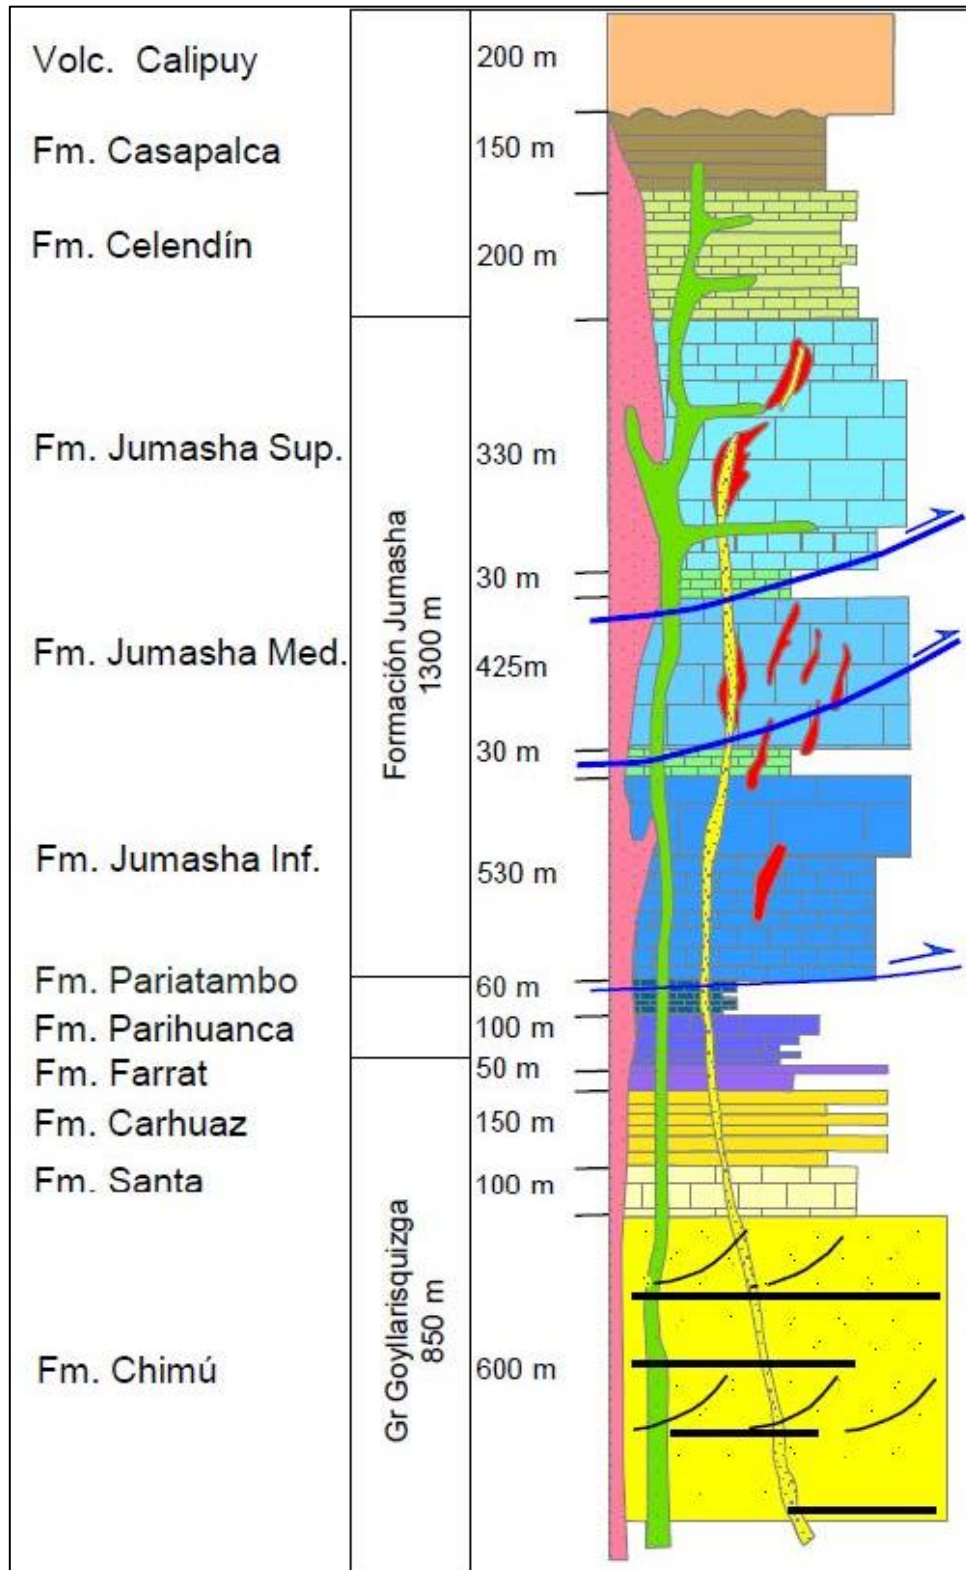 Volc. Calipuy
200 m
Fm. Casapalca
150 m
Fm. Celendín
200 m
Fm. Jumasha Sup.
330 m
30 m
Fm. Jumasha Med.
425m
30 m
Fm. Jumasha Inf.
530 m
Formación Jumasha
1300 m
Fm. Pariatambo
60 m
Fm. Parihuanca
100 m
Fm. Farrat
50 m
Fm. Carhuaz
150 m
Fm. Santa
100 m
Fm. Chimú
600 m
Gr Goyllarisquizga
850 m